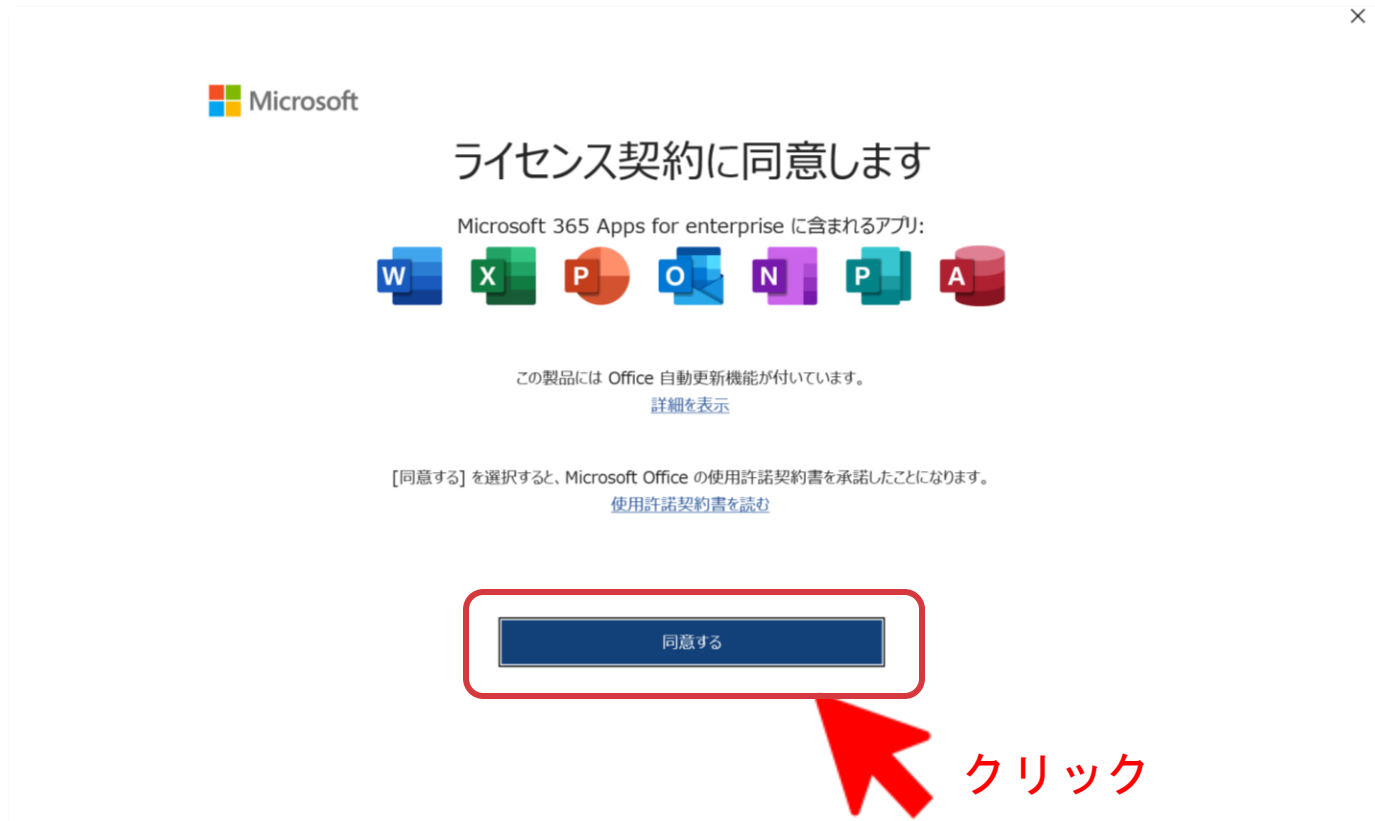 Microsoft
ライセンス契約に同意します
Microsoft 365 Apps for enterprise に含まれるアプリ:
W X P O N P A
この製品には Office 自動更新機能が付いています。
詳細を表示
[同意する] を選択すると、Microsoft Office の使用許諾契約書を承諾したことになります。
使用許諾契約書を読む
同意する
クリック